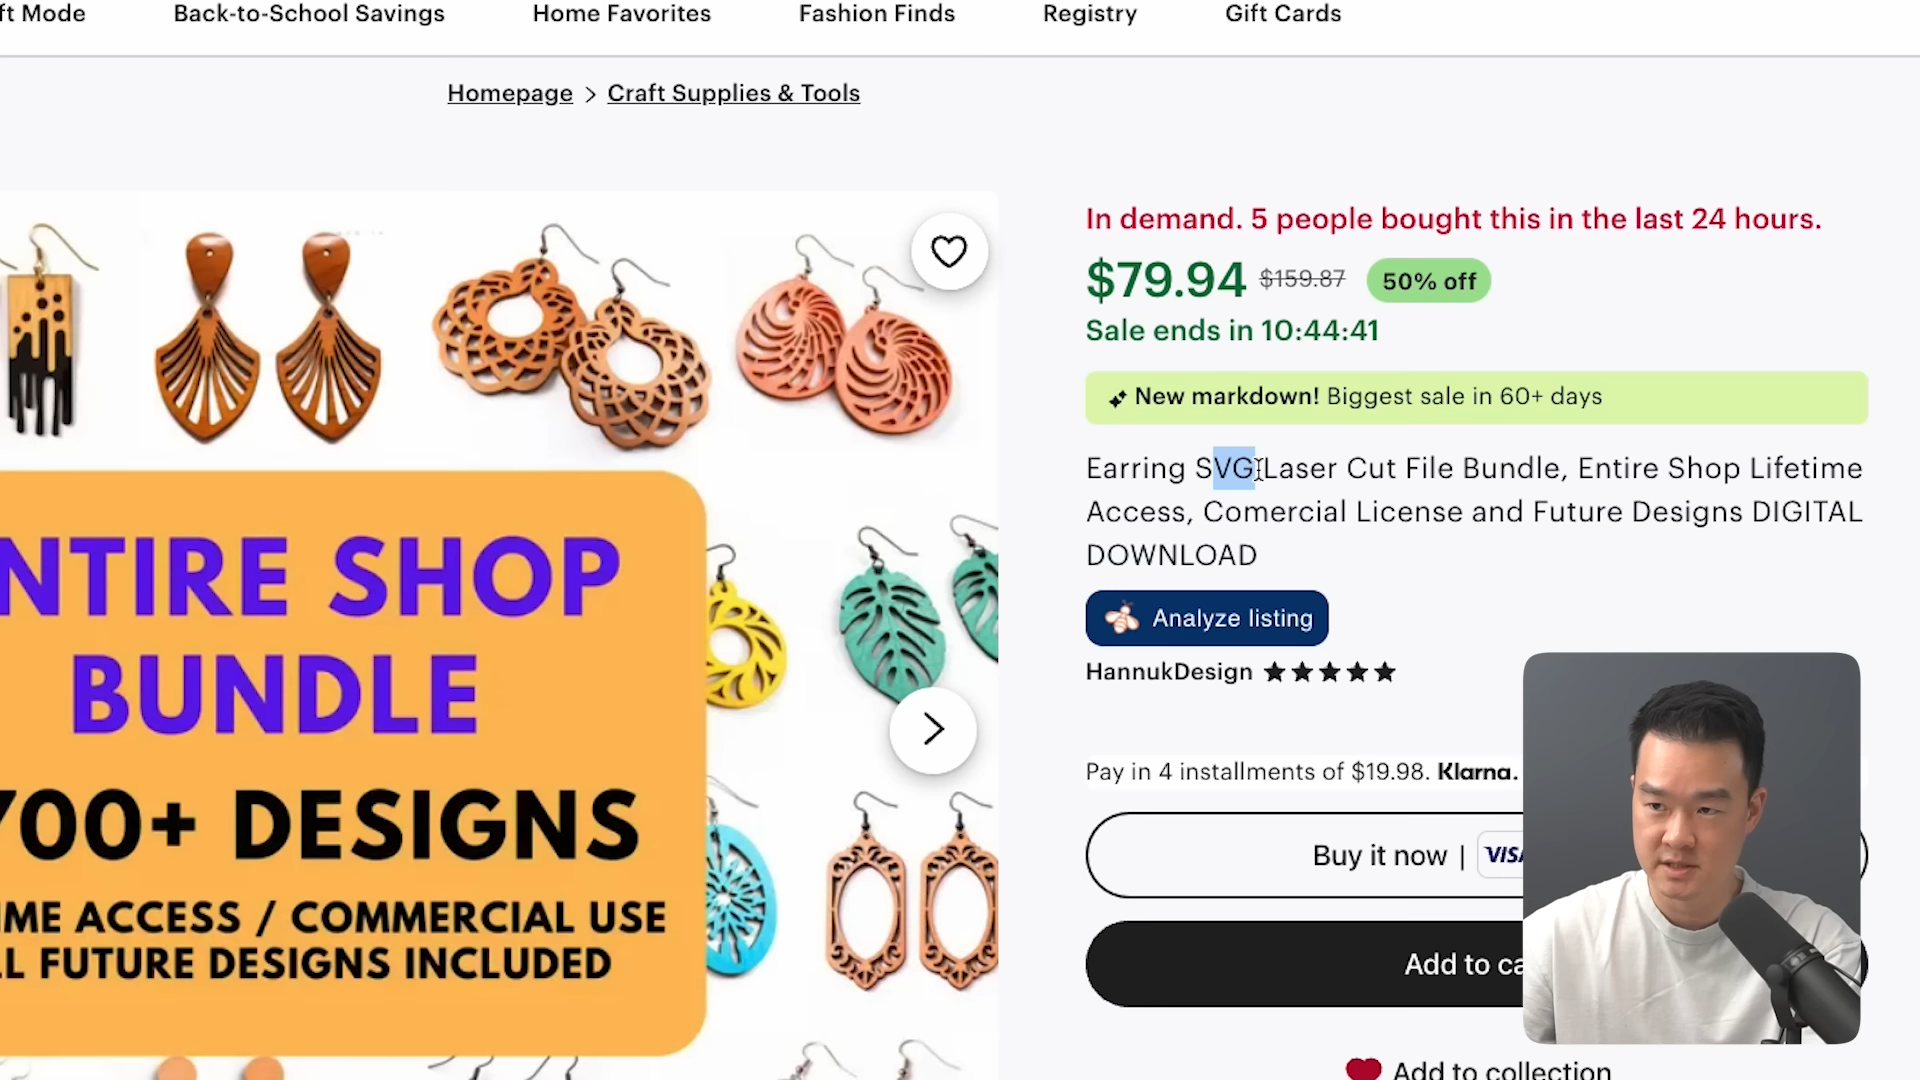 ft Mode Back-to-School Savings Home Favorites Fashion Finds Registry Gift Cards
Homepage > Craft Supplies & Tools
In demand. 5 people bought this in the last 24 hours.
$79.94 $159.87 50% off
Sale ends in 10:44:41
New markdown! Biggest sale in 60+ days
Earring SVG Laser Cut File Bundle, Entire Shop Lifetime
Access, Comercial License and Future Designs DIGITAL
DOWNLOAD
Analyze listing
HannukDesign
Pay in 4 installments of $19.98. Klarna.
Buy it now | VISA
Add to ca
Add to collection
NTIRE SHOP
BUNDLE
700+ DESIGNS
IME ACCESS / COMMERCIAL USE
LL FUTURE DESIGNS INCLUDED